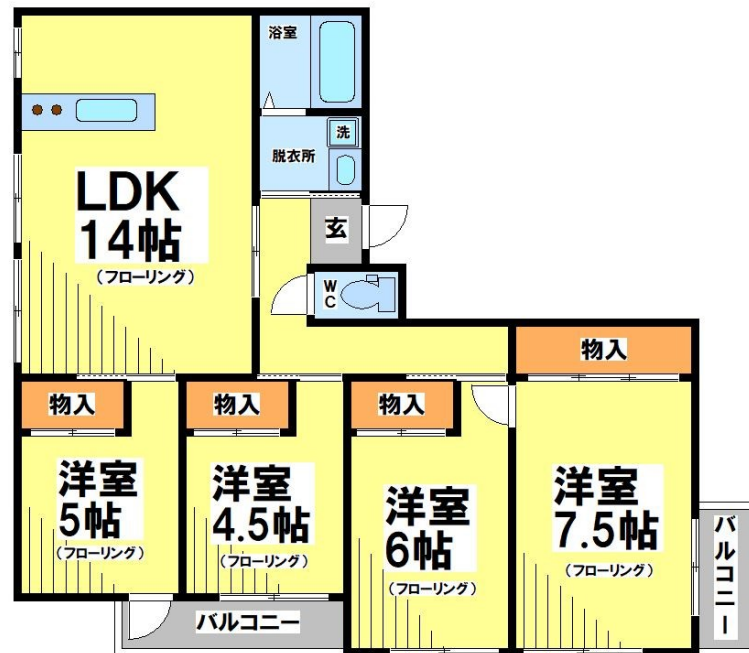 浴室
洗
脱衣所
LDK
14帖
(フローリング)
玄
WC
物入
物入
物入
物入
洋室
5帖
(フローリング)
洋室
4.5帖
(フローリング)
洋室
6帖
(フローリング)
洋室
7.5帖
(フローリング)
バルコニー
バルコニー